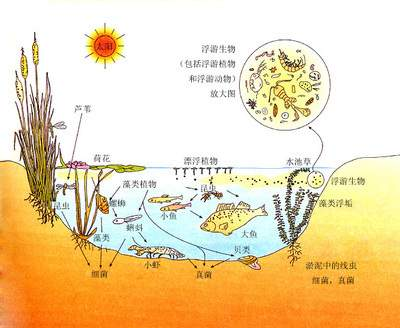 太阳
浮游生物
(包括浮游植物
和浮游动物)
放大图
芦苇
荷花
漂浮植物
水池草
藻类植物
昆虫
浮游生物
昆虫
螺蛳
小鱼
藻类浮垢
藻类
蝌蚪
大鱼
贝类
细菌
小虾
真菌
淤泥中的线虫
细菌，真菌